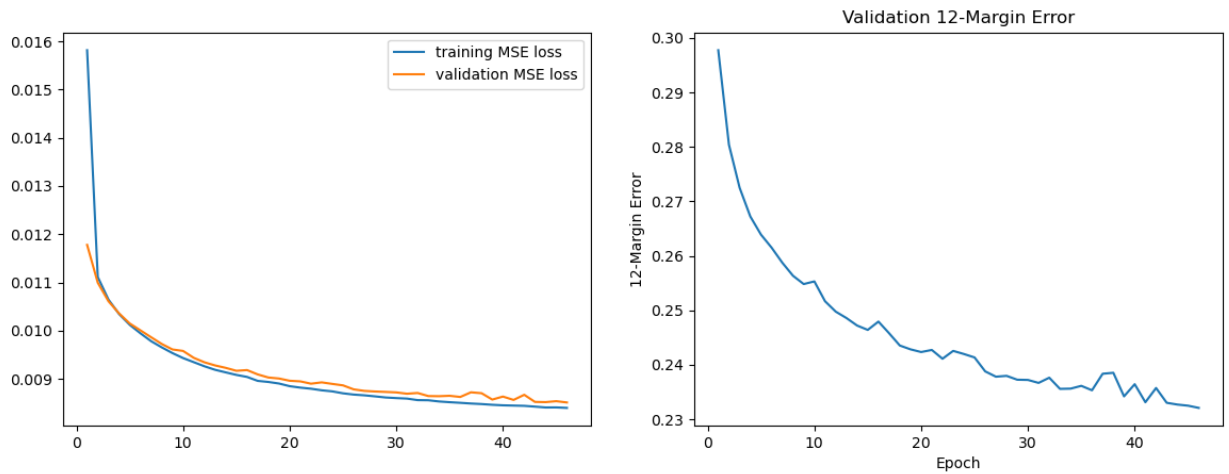 0.016
0.015
0.014
0.013
0.012
0.011
0.010
0.009
0 10 20 30 40
training MSE loss
validation MSE loss
Validation 12-Margin Error
12-Margin Error
0.30
0.29
0.28
0.27
0.26
0.25
0.24
0.23
0 10 20 30 40
Epoch